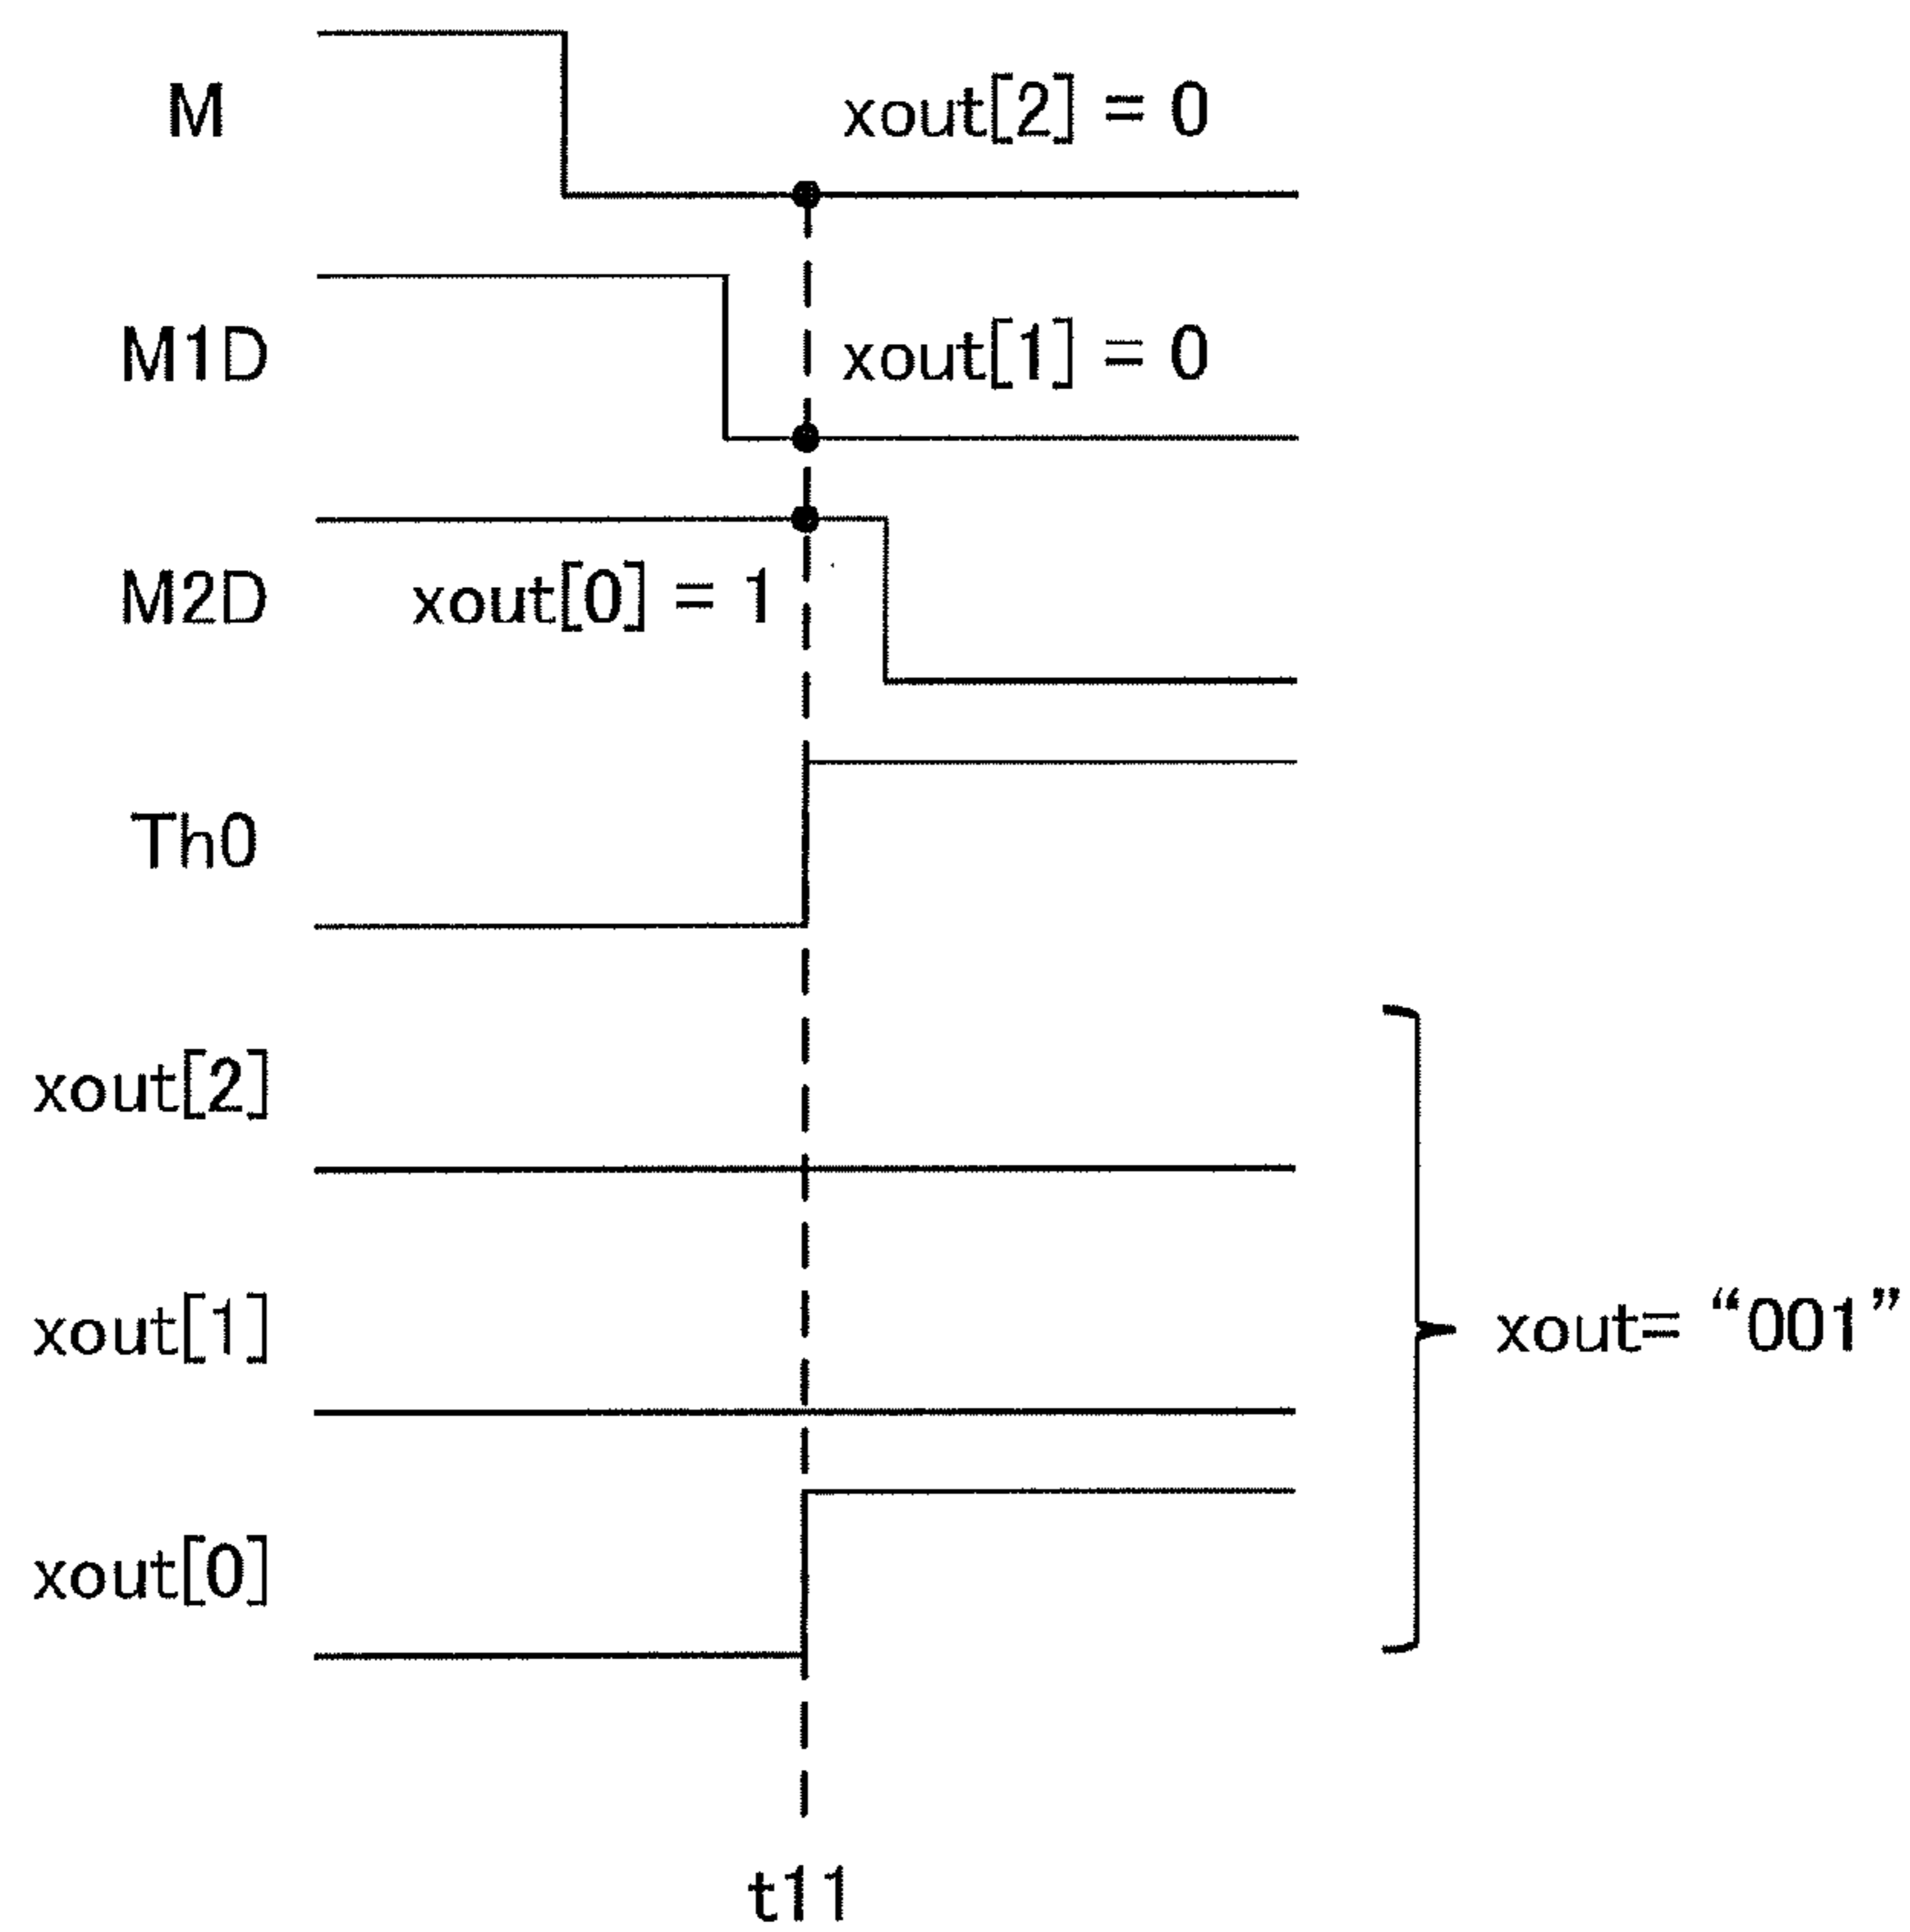 M
xout[2] = 0
M1D
xout[1] = 0
M2D
xout[0] = 1
Th0
xout[2]
xout[1]
xout= “001”
xout[0]
t11